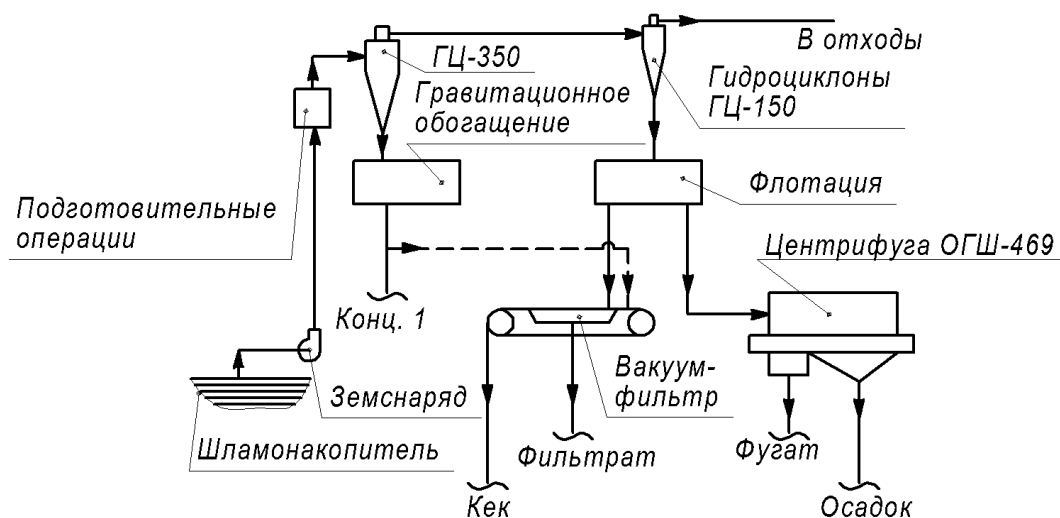 В отходы
ГЦ-350
Гидроциклоны
ГЦ-150
Гравитационное
обогащение
Подготовительные
операции
Флотация
Центрифуга ОГШ-469
Конц. 1
Вакуум-
фильтр
Земснаряд
Шламонакопитель
Фильтрат
Фугат
Кек
Осадок